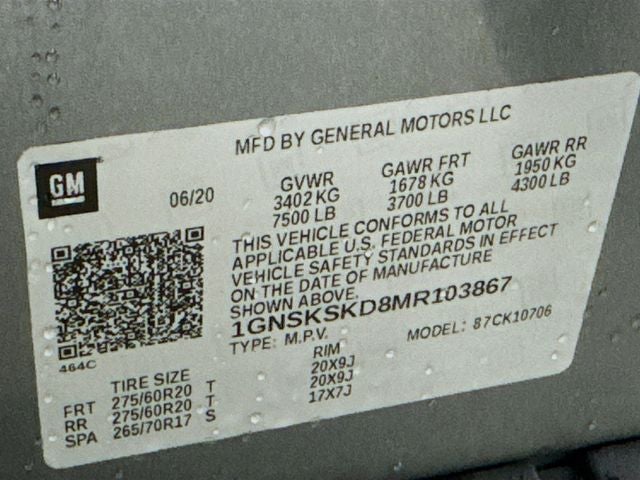 MFD BY GENERAL MOTORS LLC
GM
06/20
GVWR GAWR FRT GAWR RR
3402 KG 1678 KG 1950 KG
7500 LB 3700 LB 4300 LB
THIS VEHICLE CONFORMS TO ALL
APPLICABLE U.S. FEDERAL MOTOR
VEHICLE SAFETY STANDARDS IN EFFECT
ON THE DATE OF MANUFACTURE
SHOWN ABOVE.
1GNSKSKD8MR103867
TYPE: M.P.V. MODEL: 87CK10706
464C
TIRE SIZE RIM
FRT 275/60R20 T 20X9J
RR 275/60R20 T 20X9J
SPA 265/70R17 S 17X7J